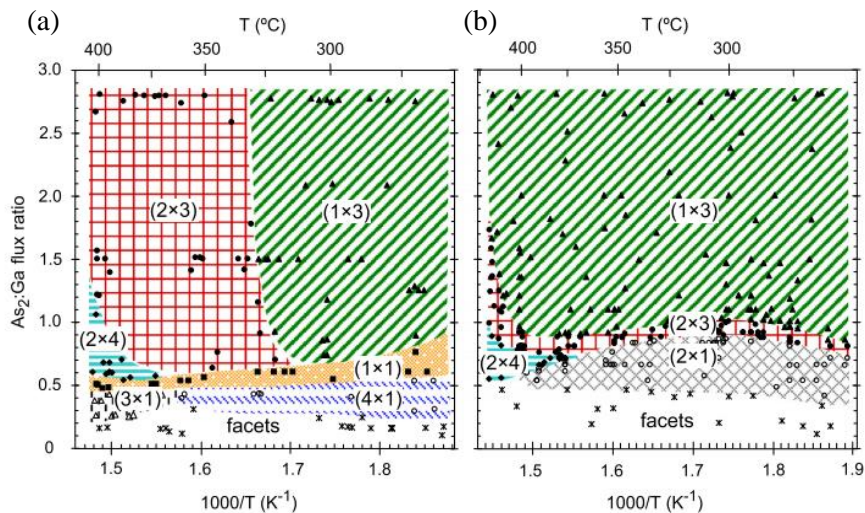 (a)
T (ºC)
400 350 300
3.0
2.5
2.0
1.5
1.0
0.5
0.0
As₂:Ga flux ratio
(2×3)
(1×3)
(2×4)
(1×1)
(3×1)
(4×1)
facets
1.5 1.6 1.7 1.8
1000/T (K⁻¹)
(b)
T (ºC)
400 350 300
(1×3)
(2×3)
(2×4)
(2×1)
facets
1.5 1.6 1.7 1.8 1.9
1000/T (K⁻¹)